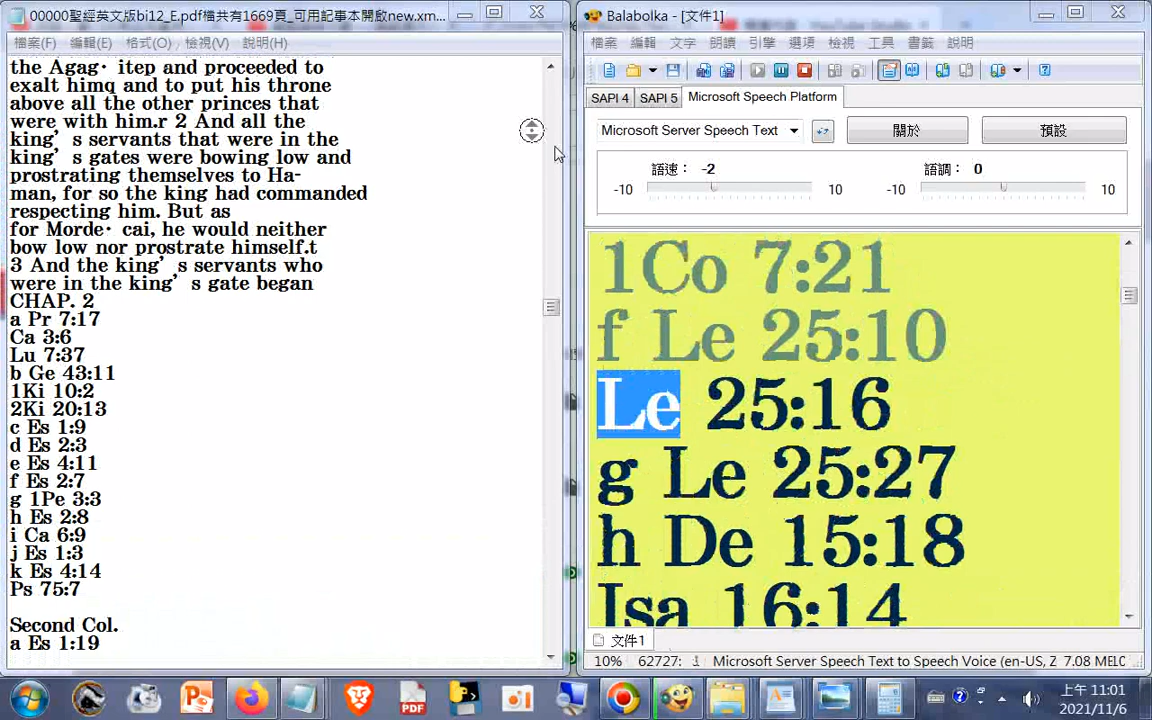 00000聖經英文版bi12_E.pdf檔共有1669頁_可用記事本開啟new.xm...
檔案(F) 編輯(E) 格式(O) 檢視(V) 說明(H)
the Agag· itep and proceeded to
exalt himq and to put his throne
above all the other princes that
were with him.r 2 And all the
king’s servants that were in the
king’s gates were bowing low and
prostrating themselves to Ha-
man, for so the king had commanded
respecting him. But as
for Morde· cai, he would neither
bow low nor prostrate himself.t
3 And the king’s servants who
were in the king’s gate began
CHAP. 2
a Pr 7:17
Ca 3:6
Lu 7:37
b Ge 43:11
1Ki 10:2
2Ki 20:13
c Es 1:9
d Es 2:3
e Es 4:11
f Es 2:7
g 1Pe 3:3
h Es 2:8
i Ca 6:9
j Es 1:3
k Es 4:14
Ps 75:7
Second Col.
a Es 1:19
Balabolka - [文件1]
檔案 編輯 文字 朗讀 引擎 選項 檢視 工具 書籤 說明
SAPI 4 SAPI 5 Microsoft Speech Platform
Microsoft Server Speech Text 關於 預設
語速： -2 語調： 0
-10 10 -10 10
1Co 7:21
f Le 25:10
Le 25:16
g Le 25:27
h De 15:18
Isa 16:14
文件1
10% 62727: 1 Microsoft Server Speech Text to Speech Voice (en-US, Z 7.08 MELO
PDF
上午 11:01
2021/11/6